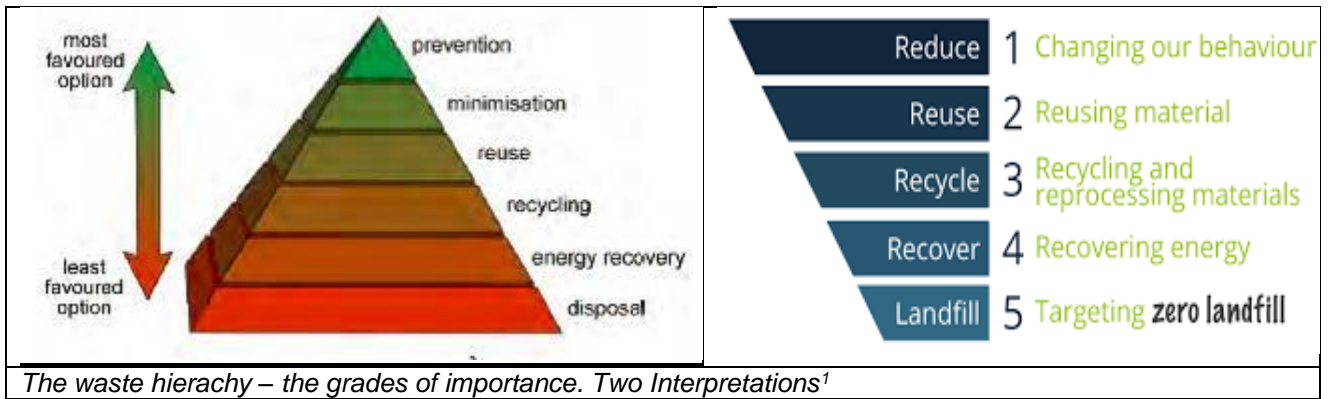 most
favoured
option
prevention
minimisation
reuse
recycling
energy recovery
disposal
least
favoured
option
Reduce 1 Changing our behaviour
Reuse 2 Reusing material
Recycle 3 Recycling and
reprocessing materials
Recover 4 Recovering energy
Landfill 5 Targeting zero landfill
The waste hierachy – the grades of importance. Two Interpretations¹